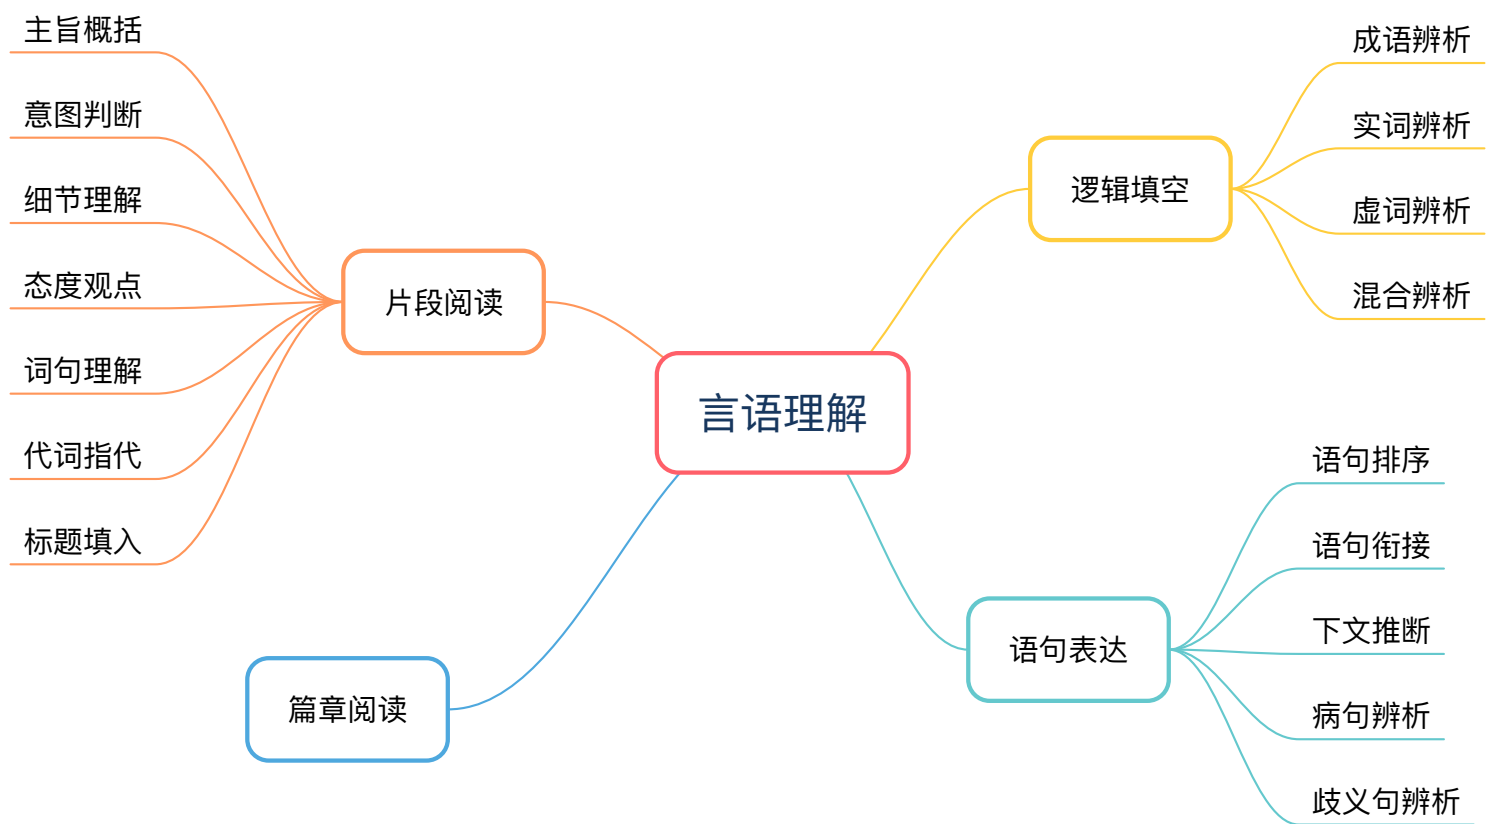 言语理解
片段阅读
主旨概括
意图判断
细节理解
态度观点
词句理解
代词指代
标题填入
篇章阅读
逻辑填空
成语辨析
实词辨析
虚词辨析
混合辨析
语句表达
语句排序
语句衔接
下文推断
病句辨析
歧义句辨析